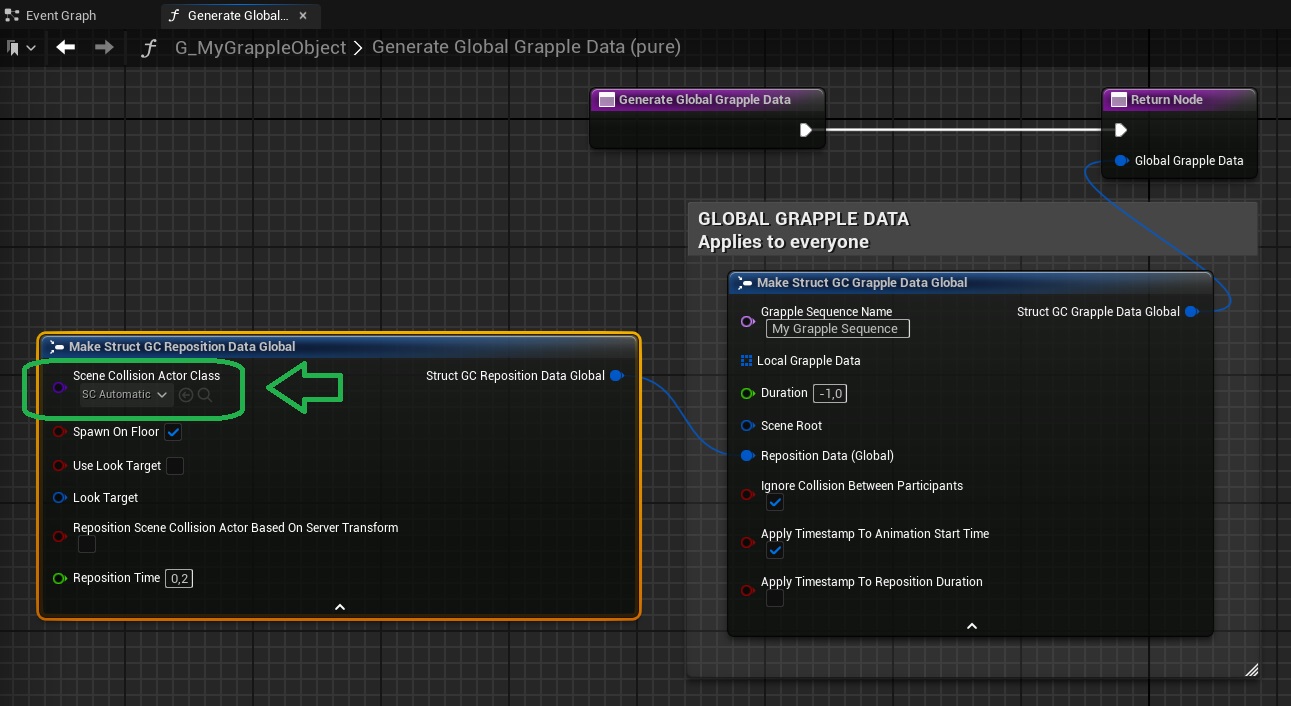 Event Graph
Generate Global...
G_MyGrappleObject > Generate Global Grapple Data (pure)
Generate Global Grapple Data
Return Node
Global Grapple Data
GLOBAL GRAPPLE DATA
Applies to everyone
Make Struct GC Grapple Data Global
Grapple Sequence Name
My Grapple Sequence
Struct GC Grapple Data Global
Local Grapple Data
Duration -1,0
Scene Root
Reposition Data (Global)
Ignore Collision Between Participants
Apply Timestamp To Animation Start Time
Apply Timestamp To Reposition Duration
Make Struct GC Reposition Data Global
Scene Collision Actor Class
SC Automatic
Struct GC Reposition Data Global
Spawn On Floor
Use Look Target
Look Target
Reposition Scene Collision Actor Based On Server Transform
Reposition Time 0,2